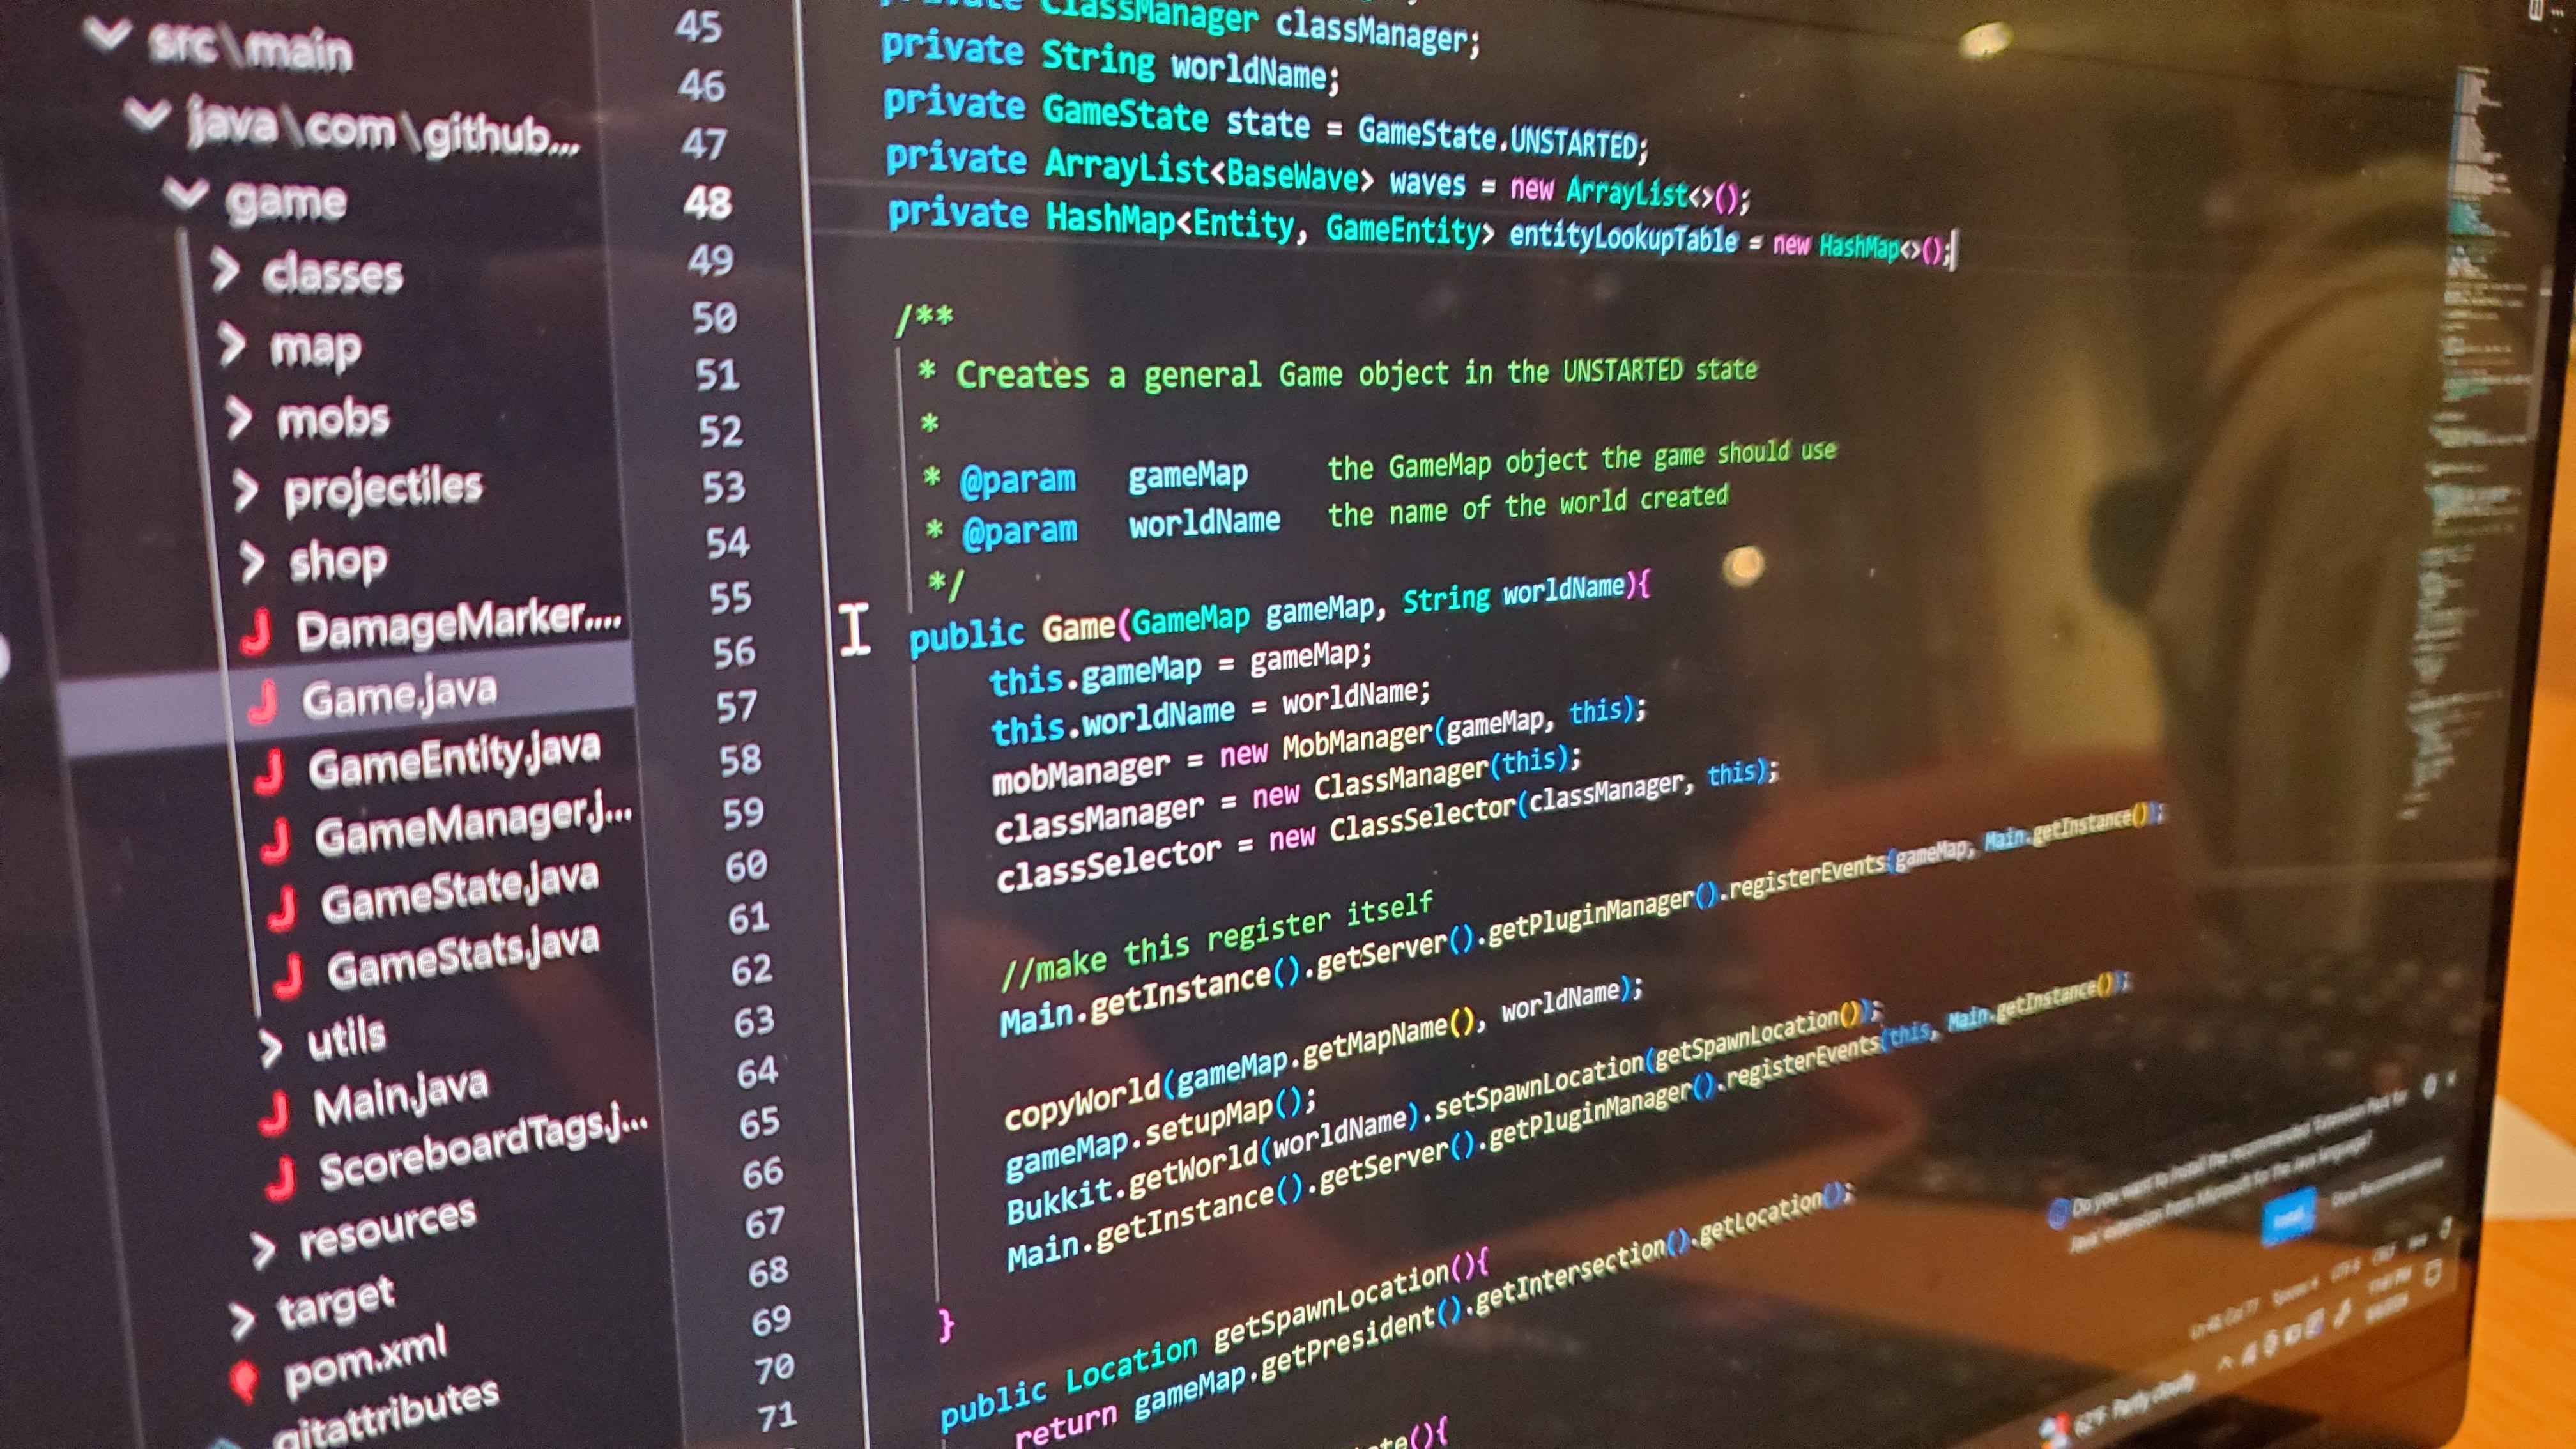 src\main
java\com\github...
game
classes
map
mobs
projectiles
shop
DamageMarker....
Game.java
GameEntity.java
GameManager.j...
GameState.java
GameStats.java
utils
Main.java
ScoreboardTags.j...
resources
target
pom.xml
gitattributes
private ClassManager classManager;
45 private String worldName;
46 private GameState state = GameState.UNSTARTED;
47 private ArrayList<BaseWave> waves = new ArrayList<>();
48 private HashMap<Entity, GameEntity> entityLookupTable = new HashMap<>();
49
50 /**
51 * Creates a general Game object in the UNSTARTED state
52 *
53 * @param gameMap the GameMap object the game should use
54 * @param worldName the name of the world created
55 */
56 public Game(GameMap gameMap, String worldName){
57 this.gameMap = gameMap;
58 this.worldName = worldName;
59 mobManager = new MobManager(gameMap, this);
60 classManager = new ClassManager(this);
61 classSelector = new ClassSelector(classManager, this);
62
63 //make this register itself
64 Main.getInstance().getServer().getPluginManager().registerEvents(gameMap, Main.getInstance());
65
66 copyWorld(gameMap.getMapName(), worldName);
67 gameMap.setupMap();
68 Bukkit.getWorld(worldName).setSpawnLocation(getSpawnLocation());
69 Main.getInstance().getServer().getPluginManager().registerEvents(this, Main.getInstance());
70
71 }
public Location getSpawnLocation(){
return gameMap.getPresident().getIntersection().getLocation();
Do you want to install the recommended 'Extension Pack for
Java' extension from Microsoft for the Java language?
Install
Show Recommendations
62°F Partly cloudy